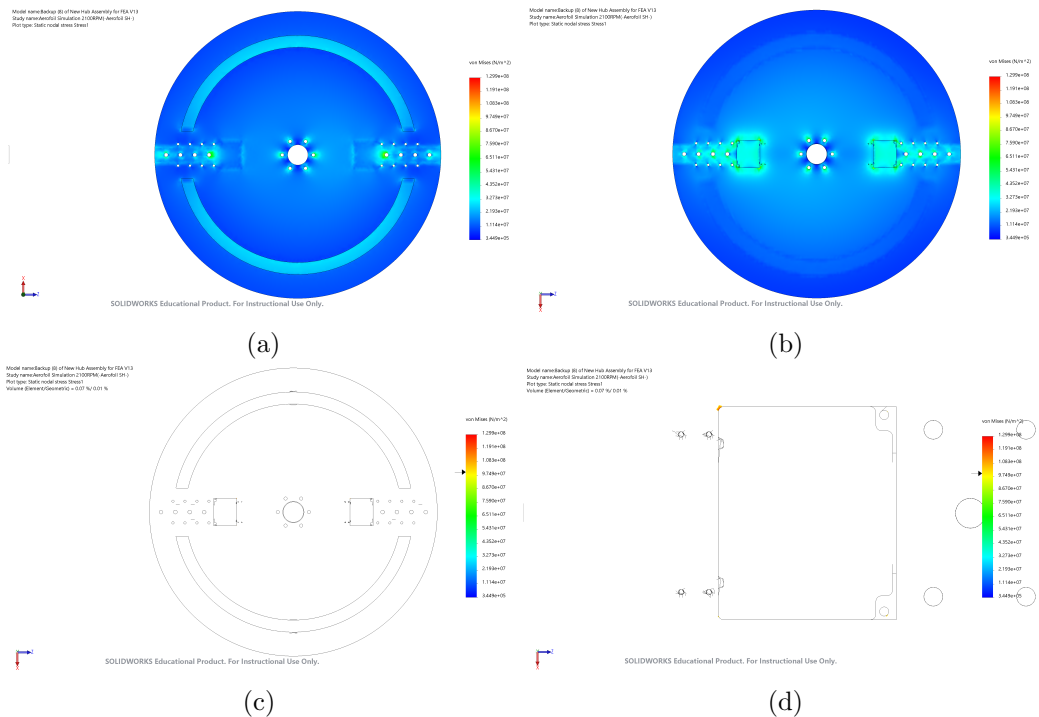 Model name:Backup (8) of New Hub Assembly for FEA V13
Study name:Aerofoil Simulation 2100RPM(-Aerofoil SH-)
Plot type: Static nodal stress Stress1
von Mises (N/m^2)
1.299e+08
1.191e+08
1.083e+08
9.749e+07
8.670e+07
7.590e+07
6.511e+07
5.431e+07
4.352e+07
3.273e+07
2.193e+07
1.114e+07
3.449e+05
X
Z
SOLIDWORKS Educational Product. For Instructional Use Only.
(a)
Model name:Backup (8) of New Hub Assembly for FEA V13
Study name:Aerofoil Simulation 2100RPM(-Aerofoil SH-)
Plot type: Static nodal stress Stress1
von Mises (N/m^2)
1.299e+08
1.191e+08
1.083e+08
9.749e+07
8.670e+07
7.590e+07
6.511e+07
5.431e+07
4.352e+07
3.273e+07
2.193e+07
1.114e+07
3.449e+05
Z
X
SOLIDWORKS Educational Product. For Instructional Use Only.
(b)
Model name:Backup (8) of New Hub Assembly for FEA V13
Study name:Aerofoil Simulation 2100RPM(-Aerofoil SH-)
Plot type: Static nodal stress Stress1
Volume (Element/Geometric) = 0.07 %/ 0.01 %
von Mises (N/m^2)
1.299e+08
1.191e+08
1.083e+08
9.749e+07
8.670e+07
7.590e+07
6.511e+07
5.431e+07
4.352e+07
3.273e+07
2.193e+07
1.114e+07
3.449e+05
Z
X
SOLIDWORKS Educational Product. For Instructional Use Only.
(c)
Model name:Backup (8) of New Hub Assembly for FEA V13
Study name:Aerofoil Simulation 2100RPM(-Aerofoil SH-)
Plot type: Static nodal stress Stress1
Volume (Element/Geometric) = 0.07 %/ 0.01 %
von Mises (N/m^2)
1.299e+08
1.191e+08
1.083e+08
9.749e+07
8.670e+07
7.590e+07
6.511e+07
5.431e+07
4.352e+07
3.273e+07
2.193e+07
1.114e+07
3.449e+05
Z
X
SOLIDWORKS Educational Product. For Instructional Use Only.
(d)